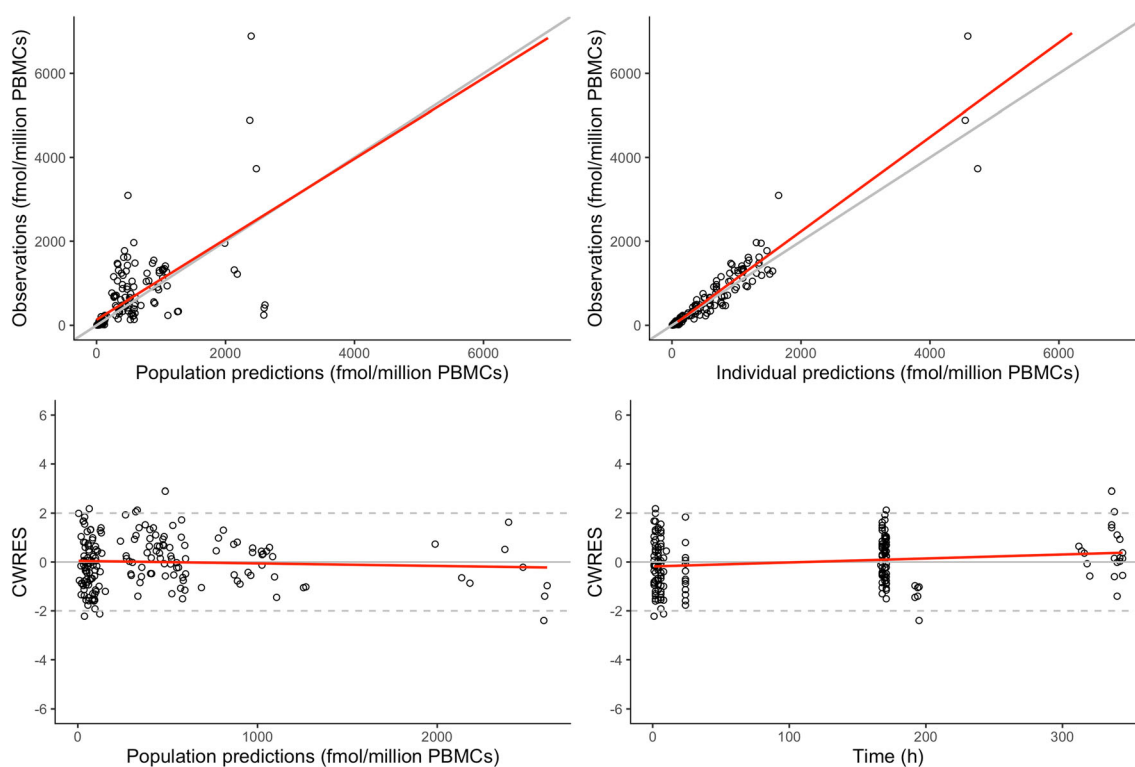 Observations (fmol/million PBMCs)
6000
4000
2000
0
0 2000 4000 6000
Population predictions (fmol/million PBMCs)
Observations (fmol/million PBMCs)
6000
4000
2000
0
0 2000 4000 6000
Individual predictions (fmol/million PBMCs)
CWRES
6
4
2
0
-2
-4
-6
0 1000 2000
Population predictions (fmol/million PBMCs)
CWRES
6
4
2
0
-2
-4
-6
0 100 200 300
Time (h)